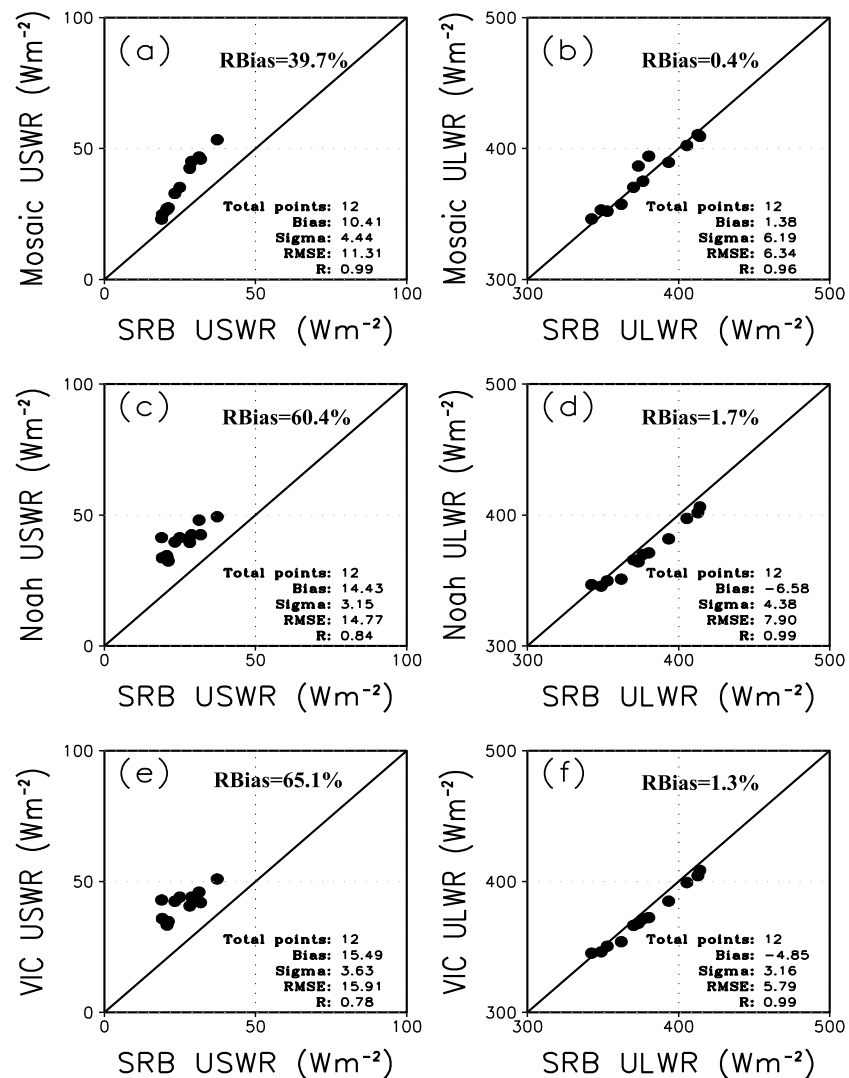 (a)
RBias=39.7%
Mosaic USWR (Wm⁻²)
100
50
0
Total points: 12
Bias: 10.41
Sigma: 4.44
RMSE: 11.31
R: 0.99
0 50 100
SRB USWR (Wm⁻²)
(b)
RBias=0.4%
Mosaic ULWR (Wm⁻²)
500
400
300
Total points: 12
Bias: 1.38
Sigma: 6.19
RMSE: 6.34
R: 0.96
300 400 500
SRB ULWR (Wm⁻²)
(c)
RBias=60.4%
Noah USWR (Wm⁻²)
100
50
0
Total points: 12
Bias: 14.43
Sigma: 3.15
RMSE: 14.77
R: 0.84
0 50 100
SRB USWR (Wm⁻²)
(d)
RBias=1.7%
Noah ULWR (Wm⁻²)
500
400
300
Total points: 12
Bias: -6.58
Sigma: 4.38
RMSE: 7.90
R: 0.99
300 400 500
SRB ULWR (Wm⁻²)
(e)
RBias=65.1%
VIC USWR (Wm⁻²)
100
50
0
Total points: 12
Bias: 15.49
Sigma: 3.63
RMSE: 15.91
R: 0.78
0 50 100
SRB USWR (Wm⁻²)
(f)
RBias=1.3%
VIC ULWR (Wm⁻²)
500
400
300
Total points: 12
Bias: -4.85
Sigma: 3.16
RMSE: 5.79
R: 0.99
300 400 500
SRB ULWR (Wm⁻²)